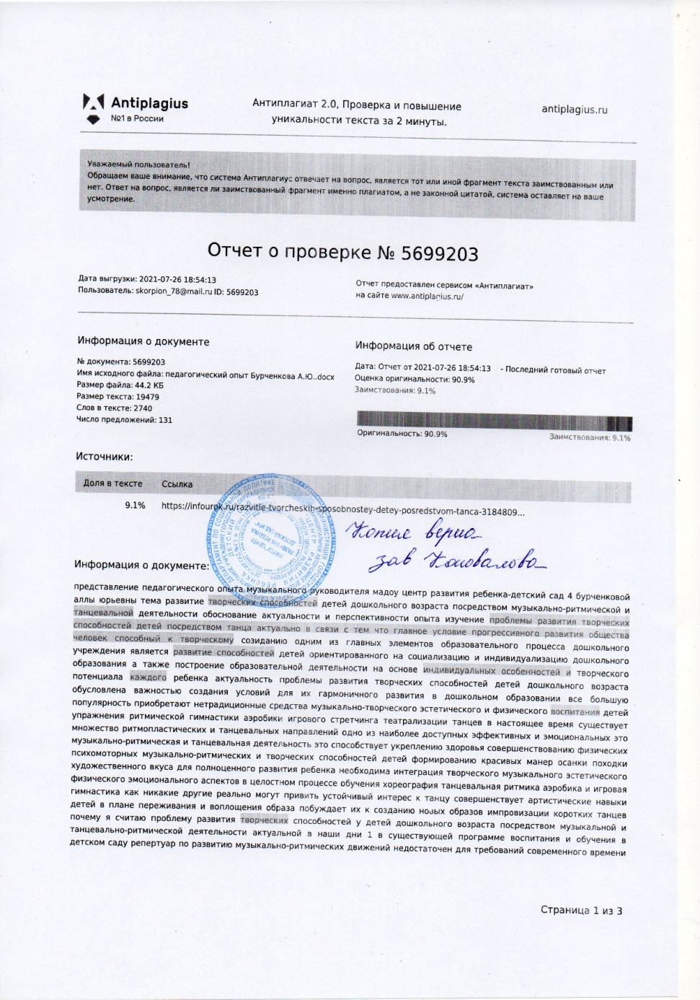 Antiplagius
№1 в России
Антиплагиат 2.0, Проверка и повышение
уникальности текста за 2 минуты.
antiplagius.ru
Уважаемый пользователь!
Обращаем ваше внимание, что система Антиплагиус отвечает на вопрос, является тот или иной фрагмент текста заимствованным или
нет. Ответ на вопрос, является ли заимствованный фрагмент именно плагиатом, а не законной цитатой, система оставляет на ваше
усмотрение.
Отчет о проверке № 5699203
Дата выгрузки: 2021-07-26 18:54:13
Пользователь: skorpion_78@mail.ru ID: 5699203
Отчет предоставлен сервисом «Антиплагиат»
на сайте www.antiplagius.ru/
Информация о документе
№ документа: 5699203
Имя исходного файла: педагогический опыт Бурченкова А.Ю..docx
Размер файла: 44.2 КБ
Размер текста: 19479
Слов в тексте: 2740
Число предложений: 131
Информация об отчете
Дата: Отчет от 2021-07-26 18:54:13 - Последний готовый отчет
Оценка оригинальности: 90.9%
Заимствования: 9.1%
Оригинальность: 90.9%
Заимствования: 9.1%
Источники:
Доля в тексте Ссылка
9.1% https://infourok.ru/razvitie-tvorcheskih-sposobnostey-detey-posredstvom-tanca-3184809...
Копия верна
зав Коновалова
Информация о документе:
представление педагогического опыта музыкального руководителя мадоу центр развития ребенка-детский сад 4 бурченковой
аллы юрьевны тема развитие творческих способностей детей дошкольного возраста посредством музыкально-ритмической и
танцевальной деятельности обоснование актуальности и перспективности опыта изучение проблемы развития творческих
способностей детей посредством танца актуально в связи с тем что главное условие прогрессивного развития общества
человек способный к творческому созиданию одним из главных элементов образовательного процесса дошкольного
учреждения является развитие способностей детей ориентированного на социализацию и индивидуализацию дошкольного
образования а также построение образовательной деятельности на основе индивидуальных особенностей и творческого
потенциала каждого ребенка актуальность проблемы развития творческих способностей детей дошкольного возраста
обусловлена важностью создания условий для их гармоничного развития в дошкольном образовании все большую
популярность приобретают нетрадиционные средства музыкально-творческого эстетического и физического воспитания детей
упражнения ритмической гимнастики аэробики игрового стретчинга театрализации танцев в настоящее время существует
множество ритмопластических и танцевальных направлений одно из наиболее доступных эффективных и эмоциональных это
музыкально-ритмическая и танцевальная деятельность это способствует укреплению здоровья совершенствованию физических
психомоторных музыкально-ритмических и творческих способностей детей формированию красивых манер осанки походки
художественного вкуса для полноценного развития ребенка необходима интеграция творческого музыкального эстетического
физического эмоционального аспектов в целостном процессе обучения хореография танцевальная ритмика аэробика и игровая
гимнастика как никакие другие реально могут привить устойчивый интерес к танцу совершенствует артистические навыки
детей в плане переживания и воплощения образа побуждает их к созданию новых образов импровизации коротких танцев
почему я считаю проблему развития творческих способностей у детей дошкольного возраста посредством музыкальной и
танцевально-ритмической деятельности актуальной в наши дни 1 в существующей программе воспитания и обучения в
детском саду репертуар по развитию музыкально-ритмических движений недостаточен для требований современного времени
Страница 1 из 3